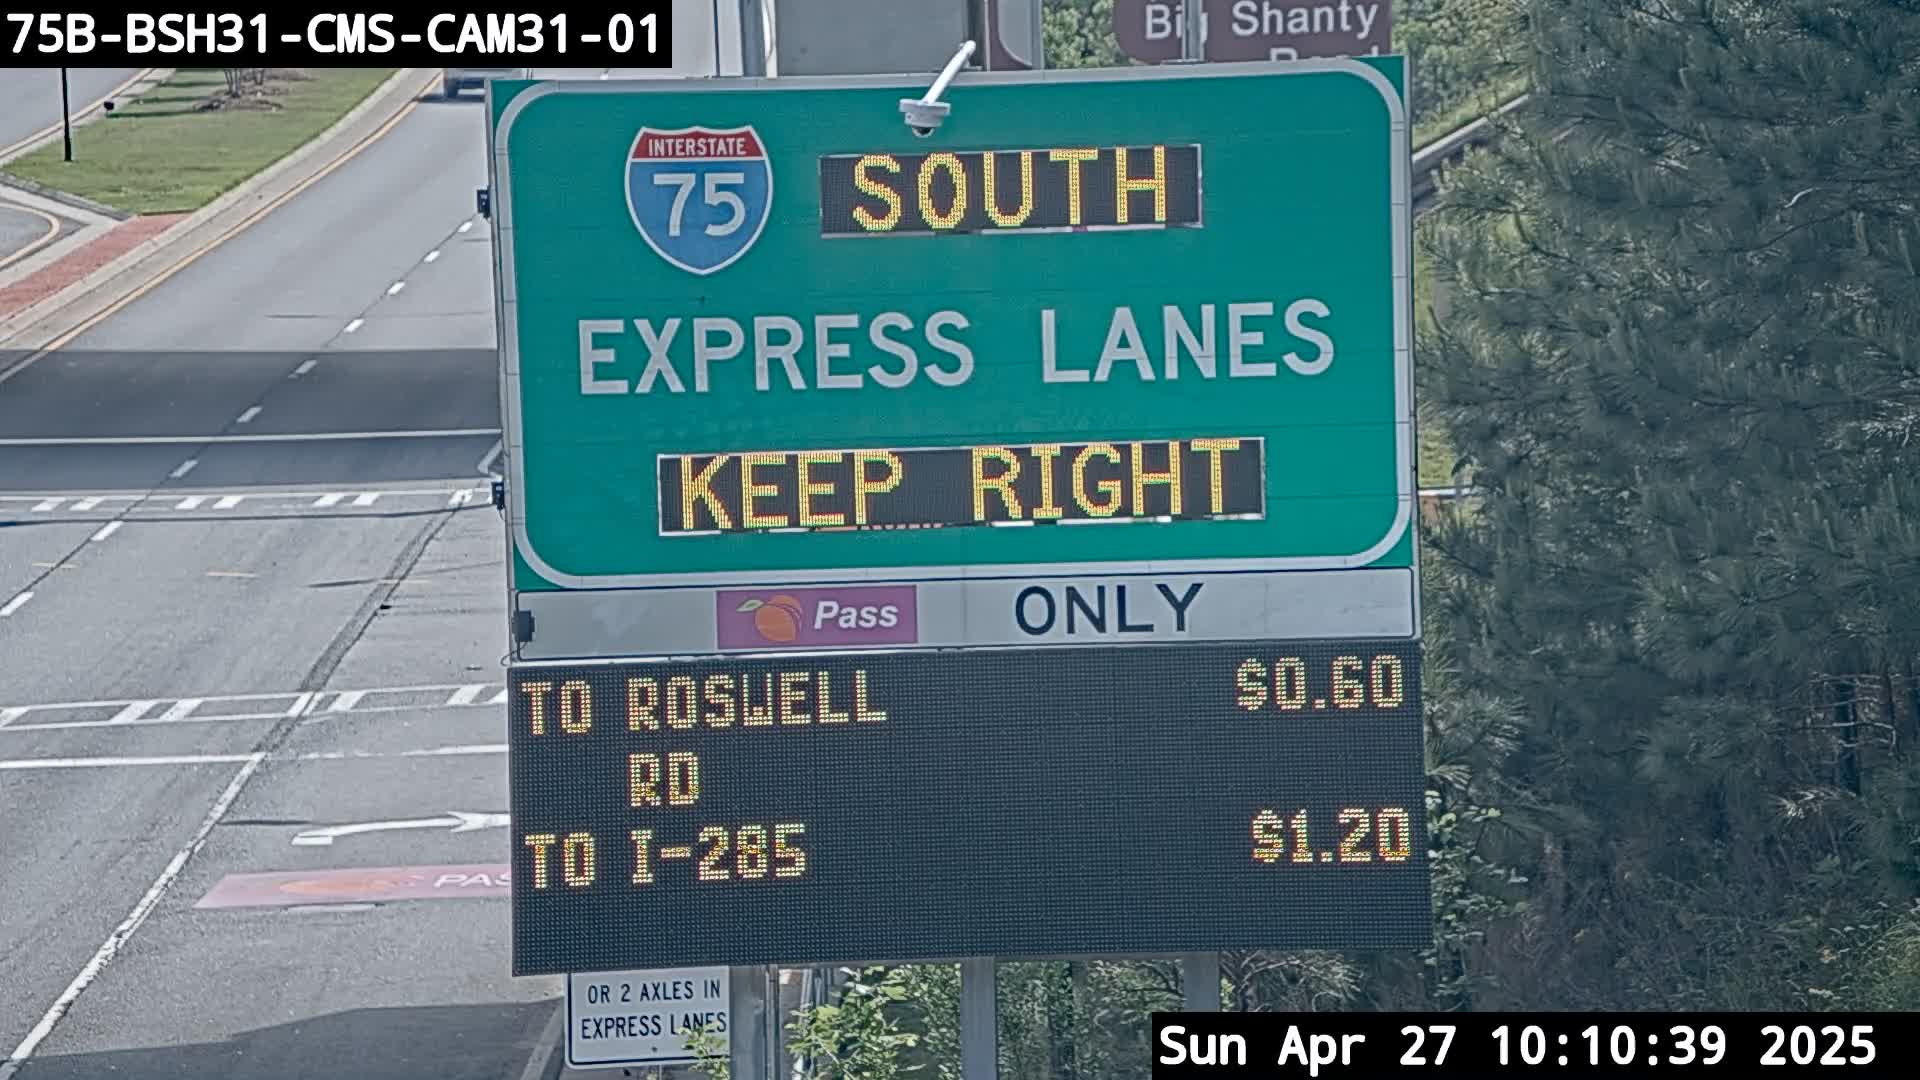 75B-BSH31-CMS-CAM31-01
Big Shanty
Road
INTERSTATE
75
SOUTH
EXPRESS LANES
KEEP RIGHT
Pass ONLY
TO ROSWELL $0.60
RD
TO I-285 $1.20
PAS
OR 2 AXLES IN
EXPRESS LANES
Sun Apr 27 10:10:39 2025